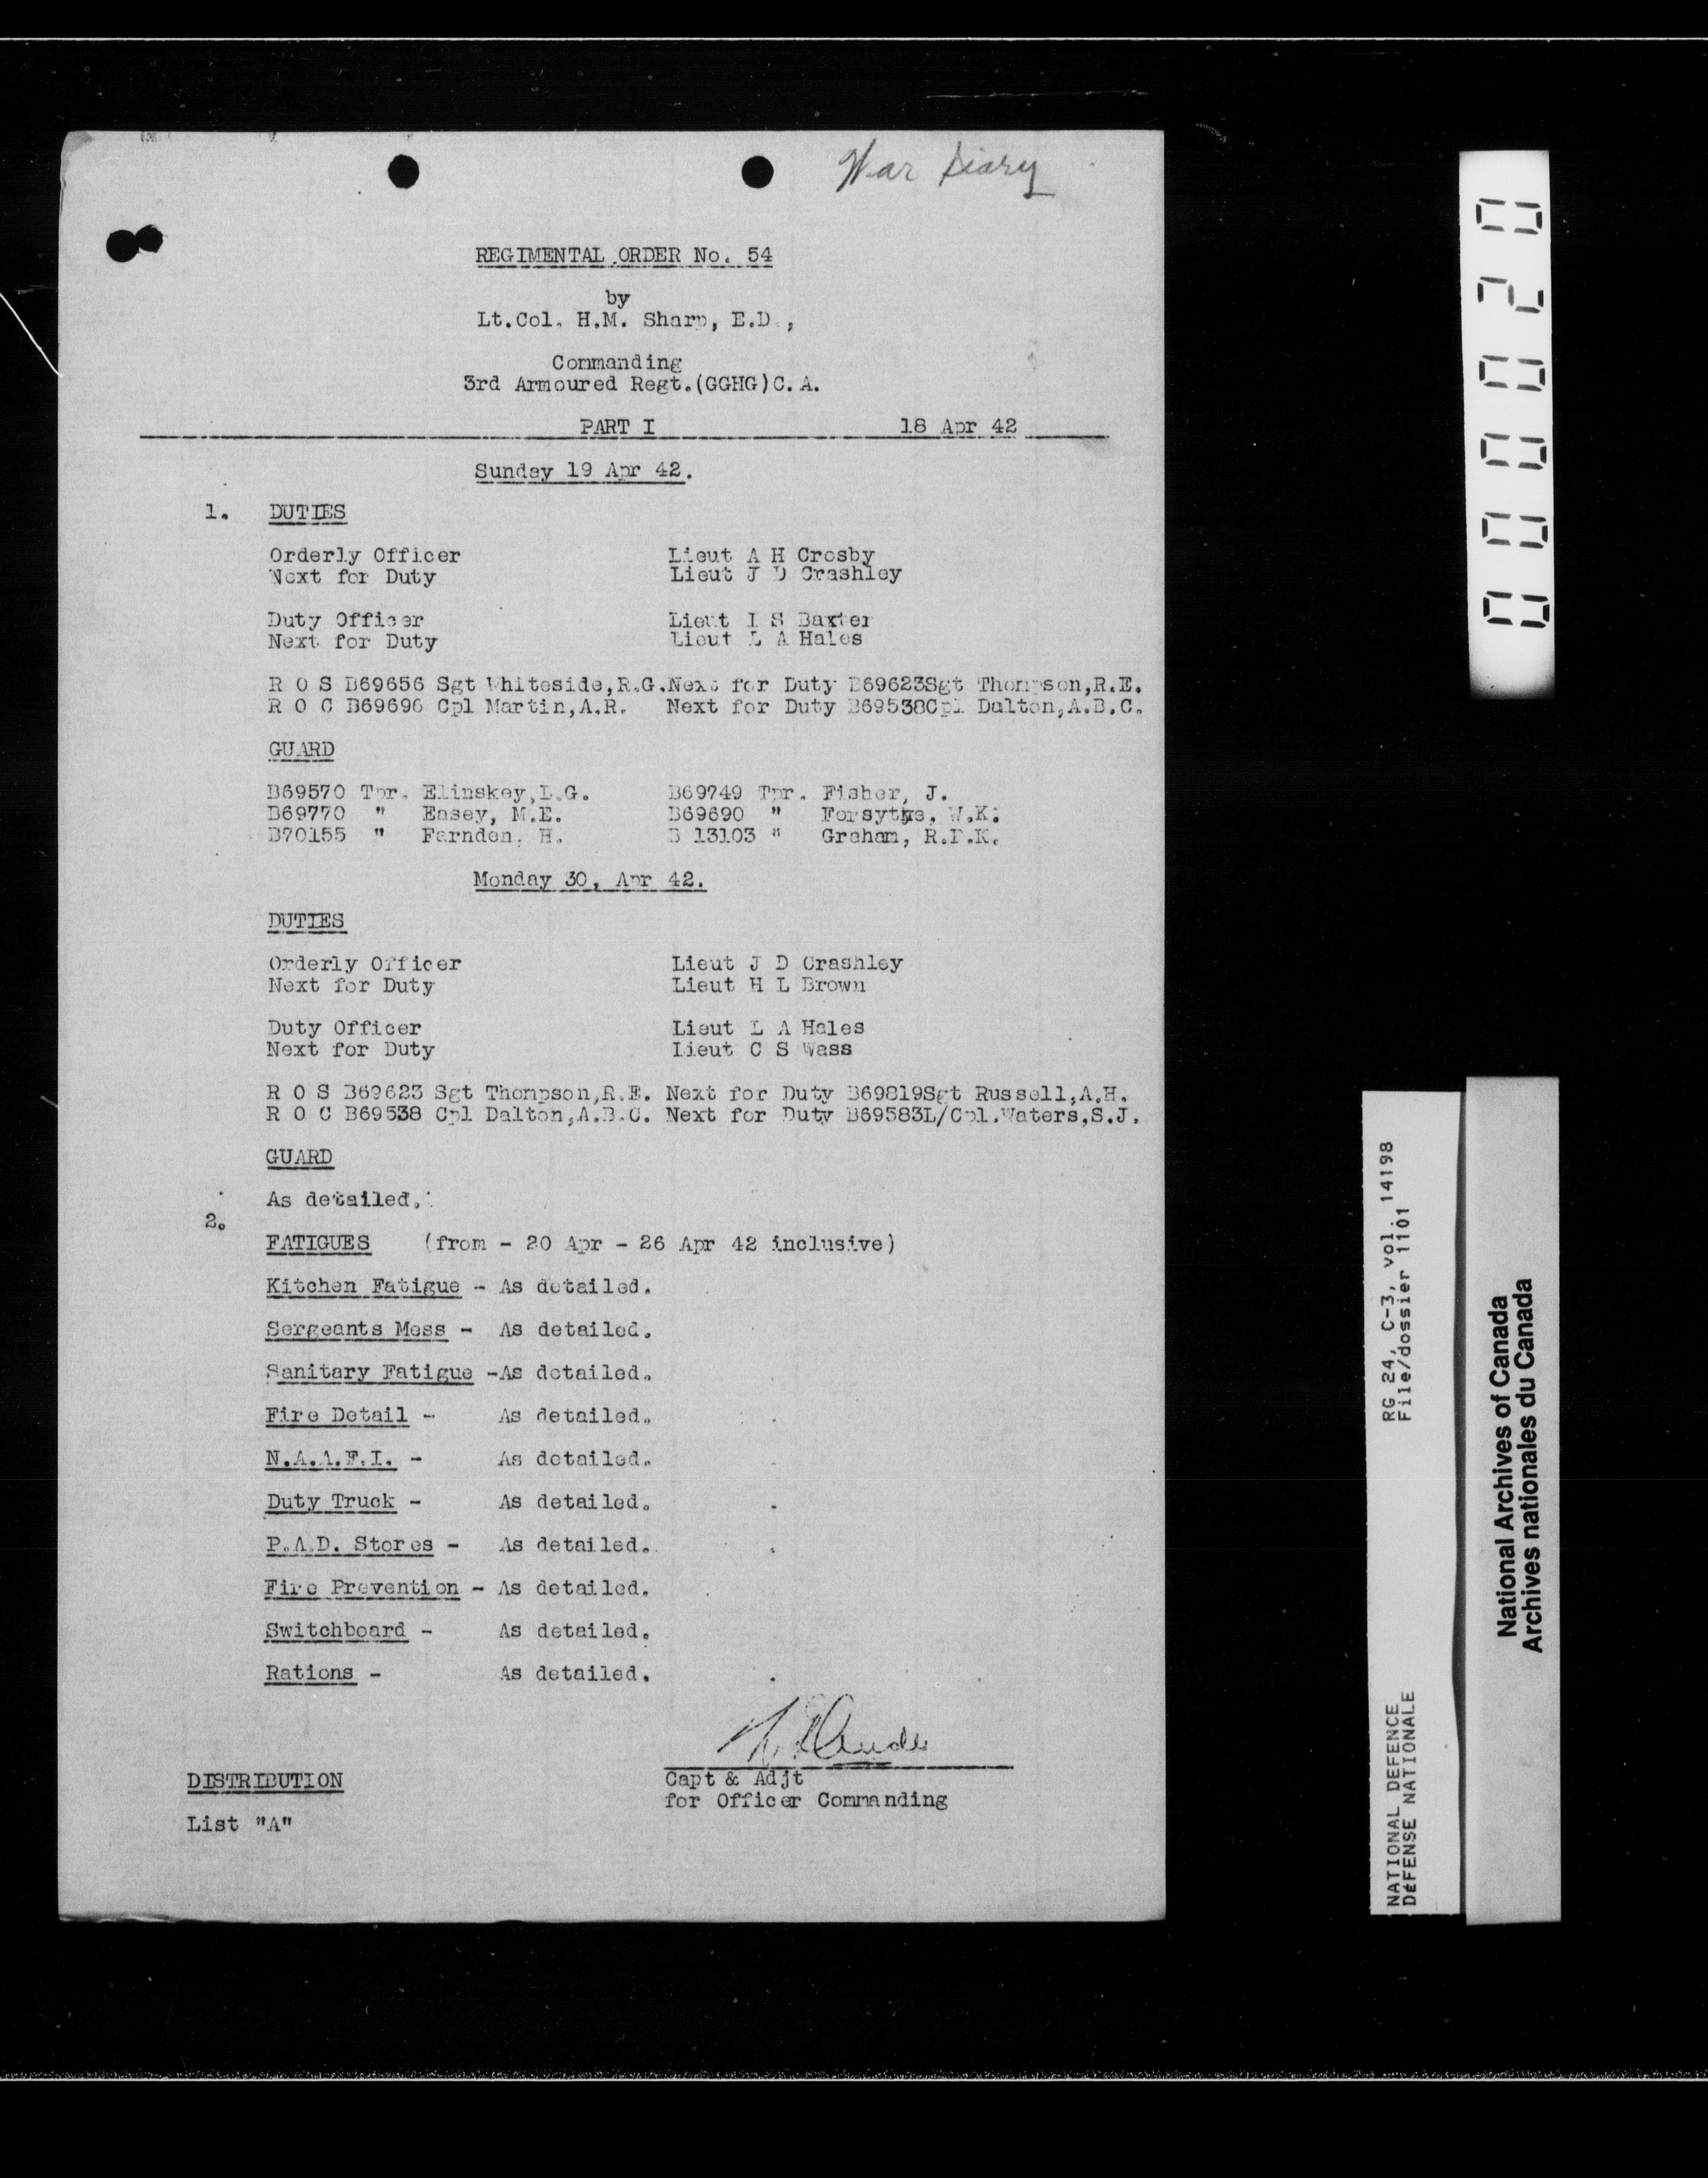 War Diary
REGIMENTAL ORDER No. 54
by
Lt.Col. H.M. Sharp, E.D.,
Commanding
3rd Armoured Regt.(GGHG)C.A.
PART I 18 Apr 42
Sunday 19 Apr 42.
1. DUTIES
Orderly Officer Lieut A H Crosby
Next for Duty Lieut J D Crashley
Duty Officer Lieut I S Baxter
Next for Duty Lieut L A Hales
R O S B69656 Sgt Whiteside,R.G.Next for Duty B69623Sgt Thompson,R.E.
R O C B69696 Cpl Martin,A.R. Next for Duty B69538Cpl Dalton,A.B.C.
GUARD
B69570 Tpr. Elinskey,L.G. B69749 Tpr. Fisher, J.
B69770 " Easey, M.E. B69690 " Forsythe, W.K.
B70155 " Farnden, H. B 13103 " Graham, R.D.K.
Monday 30, Apr 42.
DUTIES
Orderly Officer Lieut J D Crashley
Next for Duty Lieut H L Brown
Duty Officer Lieut L A Hales
Next for Duty Lieut C S Wass
R O S B69623 Sgt Thompson,R.E. Next for Duty B69819Sgt Russell,A.H.
R O C B69538 Cpl Dalton,A.B.C. Next for Duty B69583L/Cpl.Waters,S.J.
GUARD
As detailed.
2.
FATIGUES (from - 20 Apr - 26 Apr 42 inclusive)
Kitchen Fatigue - As detailed.
Sergeants Mess - As detailed.
Sanitary Fatigue -As detailed.
Fire Detail - As detailed.
N.A.A.F.I. - As detailed.
Duty Truck - As detailed.
P.A.D. Stores - As detailed.
Fire Prevention - As detailed.
Switchboard - As detailed.
Rations - As detailed.
Capt & Adjt
for Officer Commanding
DISTRIBUTION
List "A"
000020
NATIONAL DEFENCE RG 24, C-3, vol. 14198
DéFENSE NATIONALE File/dossier 1101
National Archives of Canada
Archives nationales du Canada